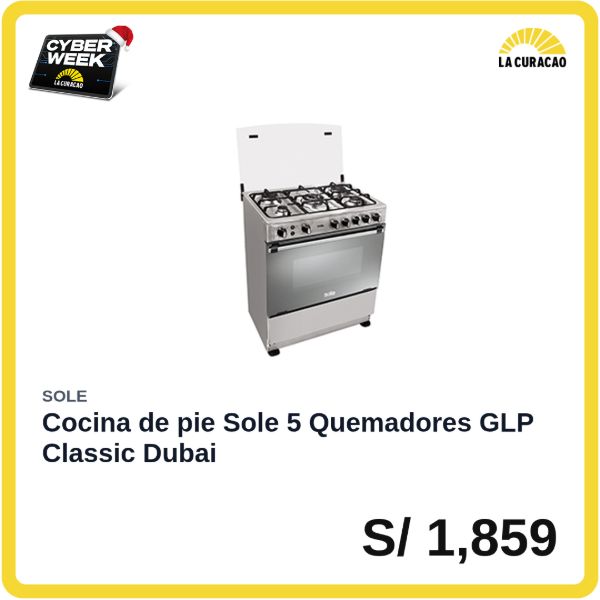 CYBER
WEEK
LA CURACAO
LA CURACAO
SOLE
Cocina de pie Sole 5 Quemadores GLP
Classic Dubai
S/ 1,859